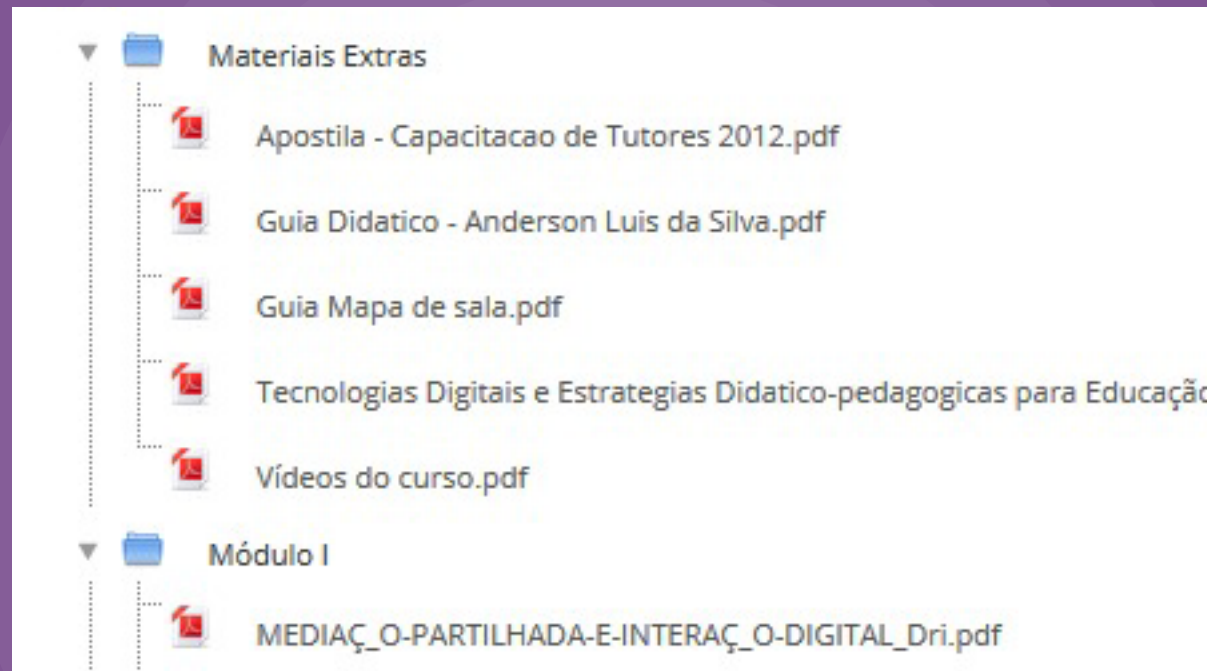 Materiais Extras
Apostila - Capacitacao de Tutores 2012.pdf
Guia Didatico - Anderson Luis da Silva.pdf
Guia Mapa de sala.pdf
Tecnologias Digitais e Estrategias Didatico-pedagogicas para Educação
Vídeos do curso.pdf
Módulo I
MEDIAÇ_O-PARTILHADA-E-INTERAÇ_O-DIGITAL_Dri.pdf